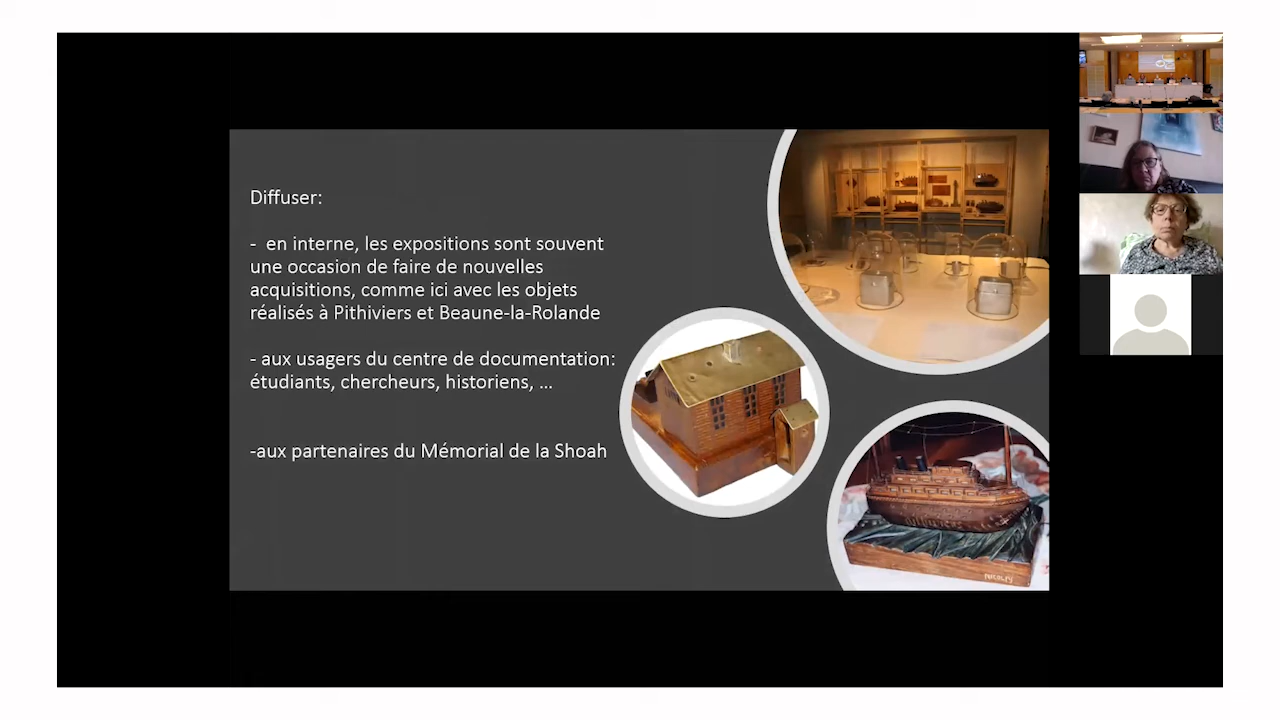 Diffuser:
- en interne, les expositions sont souvent
une occasion de faire de nouvelles
acquisitions, comme ici avec les objets
réalisés à Pithiviers et Beaune-la-Rolande
- aux usagers du centre de documentation:
étudiants, chercheurs, historiens, ...
-aux partenaires du Mémorial de la Shoah